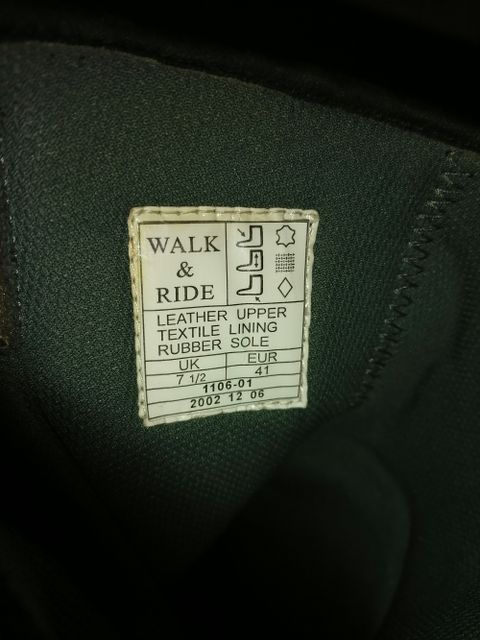 WALK
&
RIDE
LEATHER UPPER
TEXTILE LINING
RUBBER SOLE
UK EUR
7 1/2 41
1106-01
2002 12 06